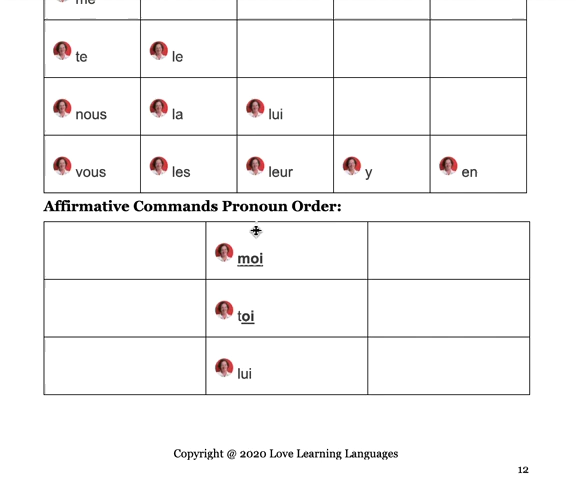 me
te le
nous la lui
vous les leur y en
Affirmative Commands Pronoun Order:
moi
toi
lui
Copyright @ 2020 Love Learning Languages
12